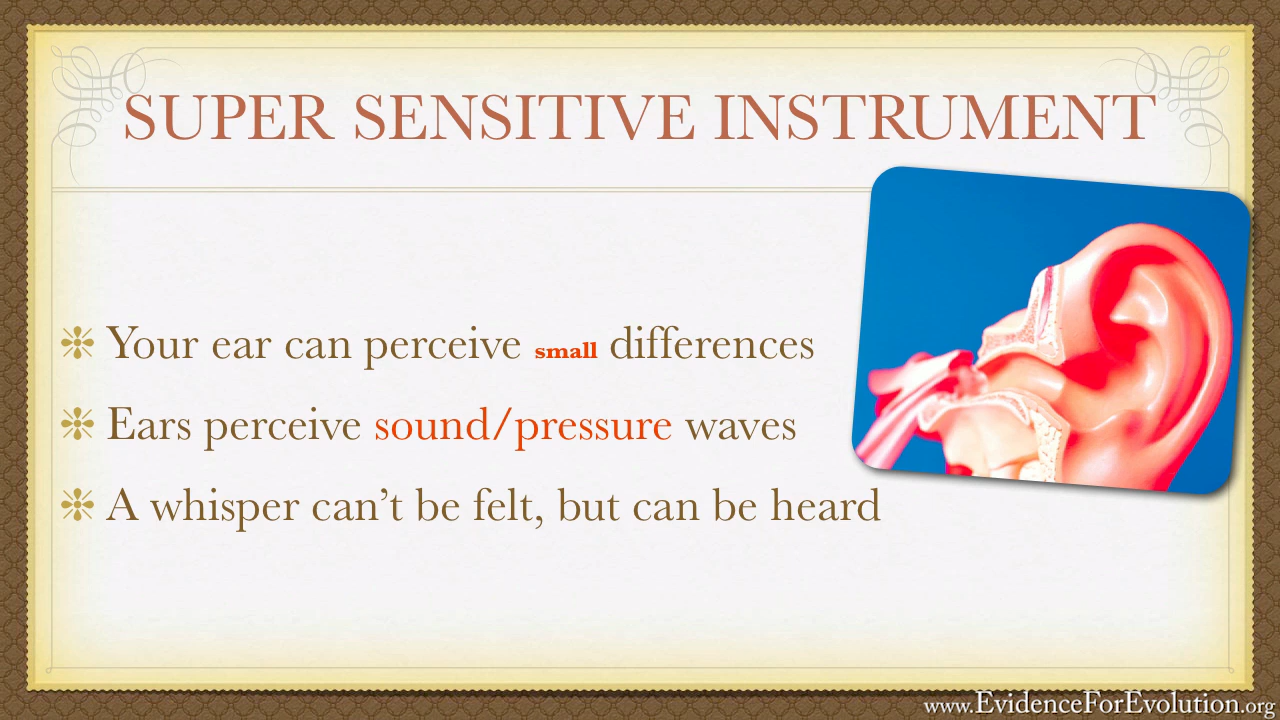 SUPER SENSITIVE INSTRUMENT
Your ear can perceive small differences
Ears perceive sound/pressure waves
A whisper can’t be felt, but can be heard
www.EvidenceForEvolution.org